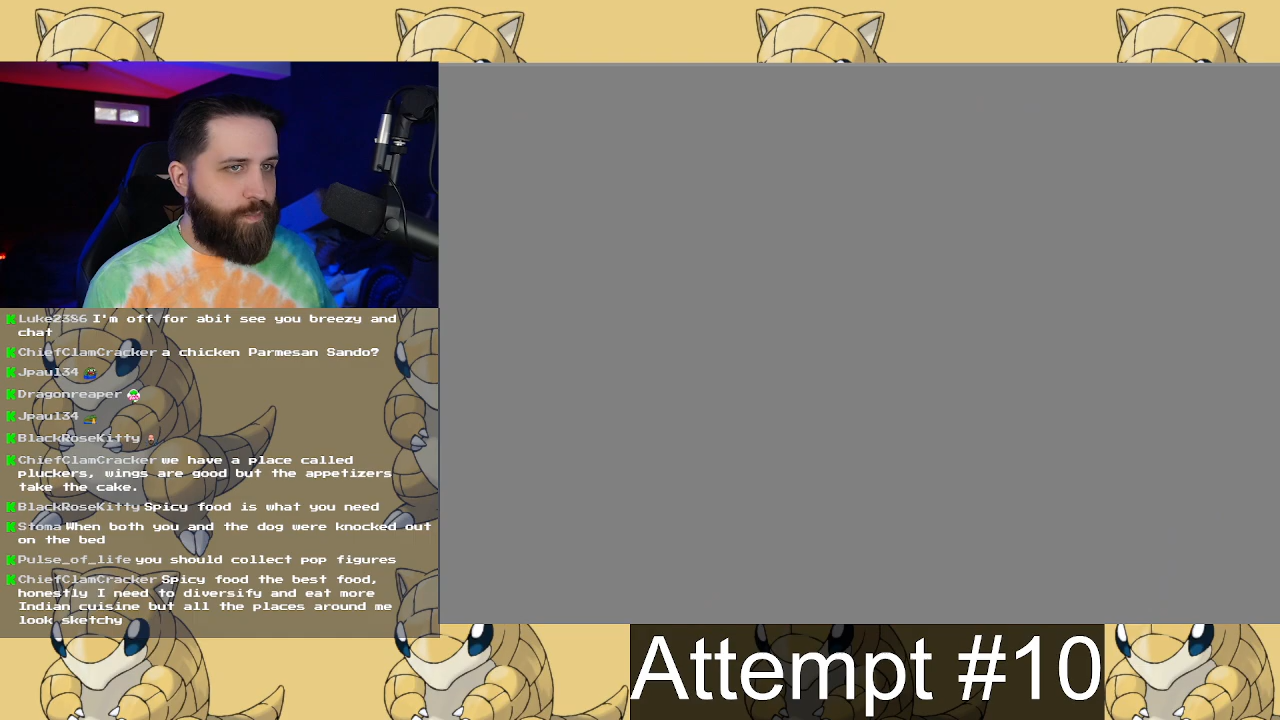 Luke2386 I'm off for abit see you breezy and
chat
ChiefClamCracker a chicken Parmesan Sando?
Jpaul34
Dragonreaper
Jpaul34
BlackRoseKitty
ChiefClamCracker we have a place called
pluckers, wings are good but the appetizers
take the cake.
BlackRoseKitty Spicy food is what you need
Stoma When both you and the dog were knocked out
on the bed
Pulse_of_life you should collect pop figures
ChiefClamCracker Spicy food the best food,
honestly I need to diversify and eat more
Indian cuisine but all the places around me
look sketchy
Attempt #10